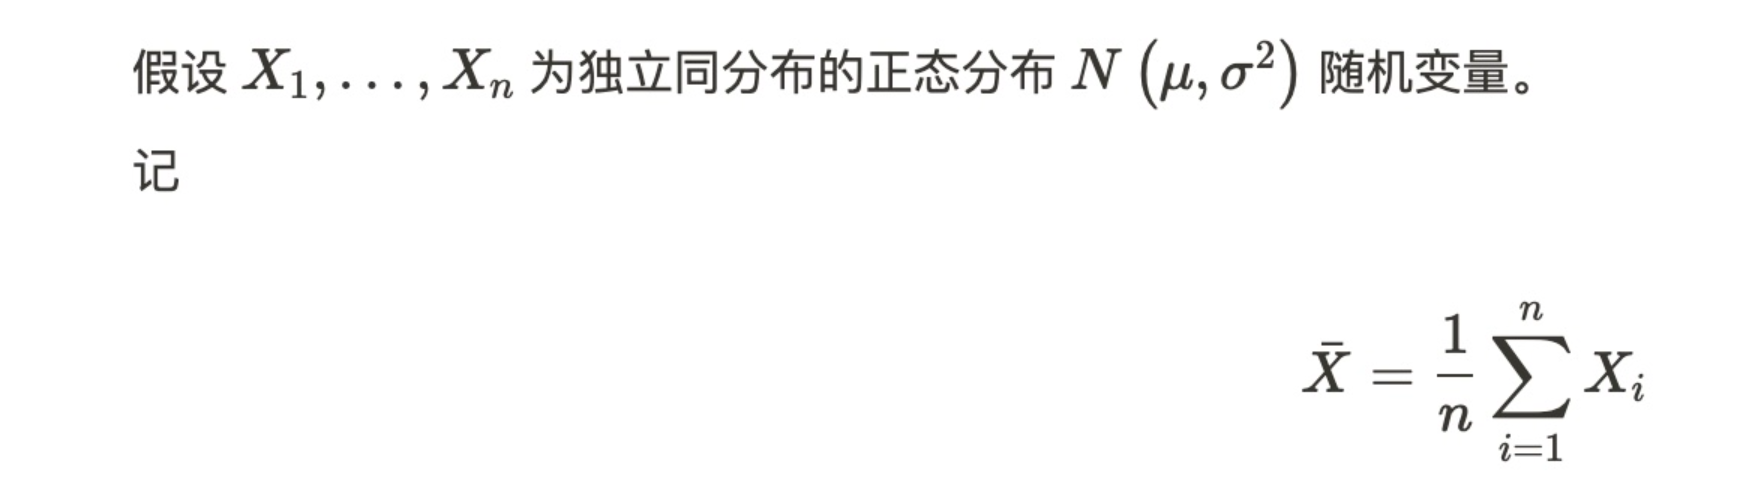 假设 $X_1, \ldots, X_n$ 为独立同分布的正态分布 $N\left(\mu, \sigma^2\right)$ 随机变量。
记
$\bar{X} = \frac{1}{n} \sum_{i=1}^{n} X_i$